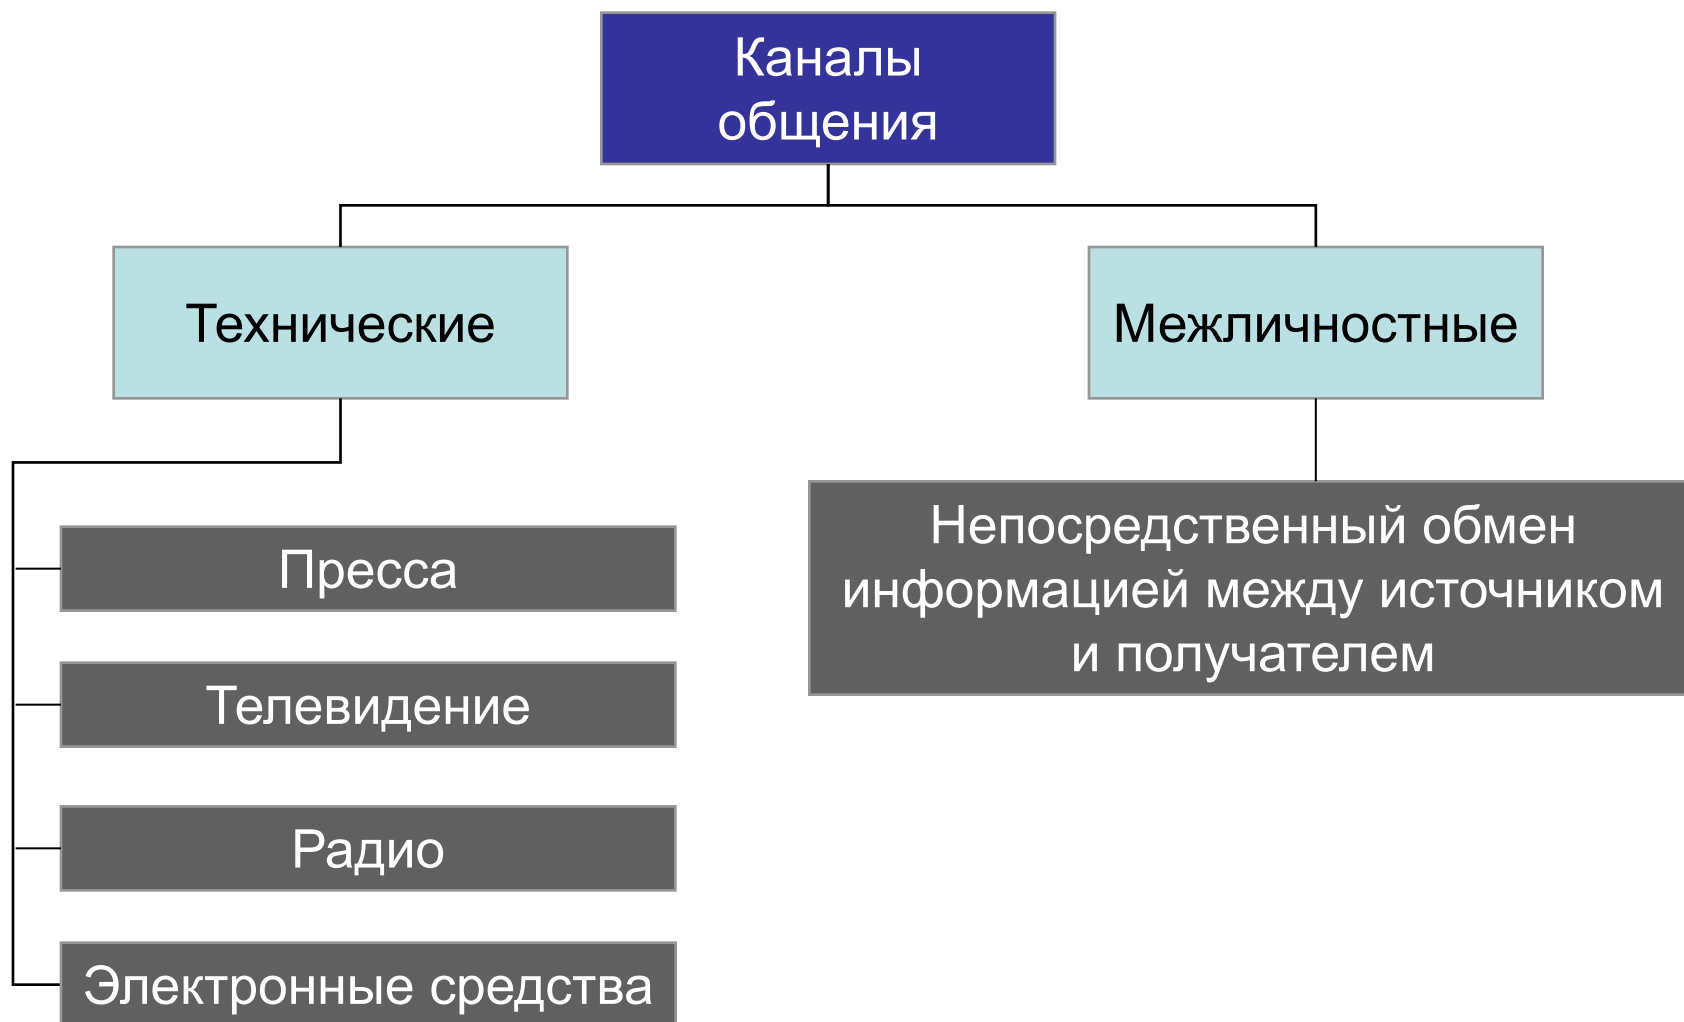 Каналы
общения
Технические
Межличностные
Пресса
Телевидение
Радио
Электронные средства
Непосредственный обмен
информацией между источником
и получателем